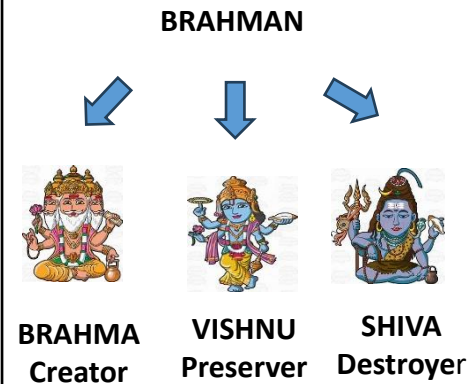 BRAHMAN
BRAHMA
Creator
VISHNU
Preserver
SHIVA
Destroyer